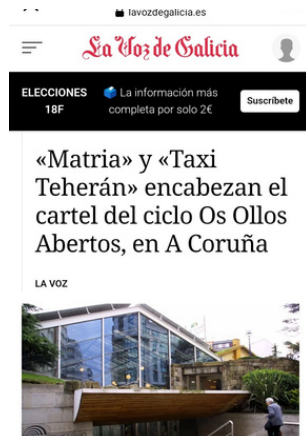 lavozdegalicia.es
La Voz de Galicia
ELECCIONES
18F
La información más
completa por solo 2€
Suscríbete
«Matria» y «Taxi
Teherán» encabezan el
cartel del ciclo Os Ollos
Abertos, en A Coruña
LA VOZ